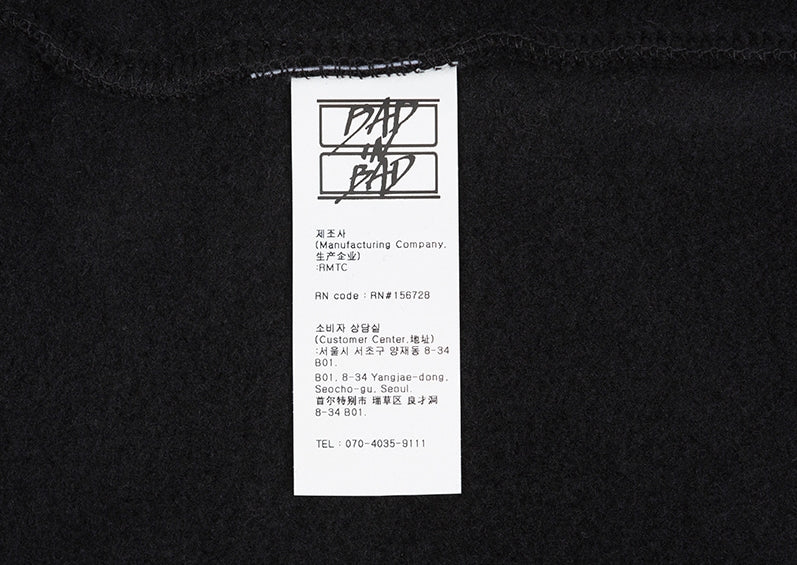 BAD
IN
BAD
제조사
(Manufacturing Company,
生产企业)
:RMTC
RN code : RN#156728
소비자 상담실
(Customer Center,地址)
:서울시 서초구 양재동 8-34
B01.
B01, 8-34 Yangjae-dong,
Seocho-gu, Seoul.
首尔特别市 瑞草区 良才洞
8-34 B01.
TEL : 070-4035-9111